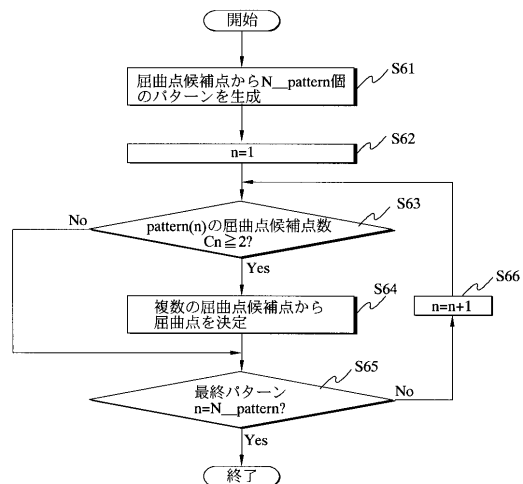 開始
屈曲点候補点からN__pattern個
のパターンを生成
S61
n=1
S62
pattern(n)の屈曲点候補点数
Cn≧2?
S63
No
Yes
複数の屈曲点候補点から
屈曲点を決定
S64
n=n+1
S66
最終パターン
n=N__pattern?
S65
No
Yes
終了